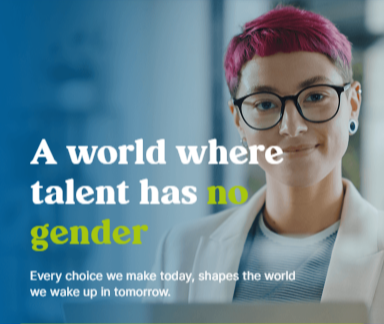 A world where
talent has no
gender
Every choice we make today, shapes the world
we wake up in tomorrow.